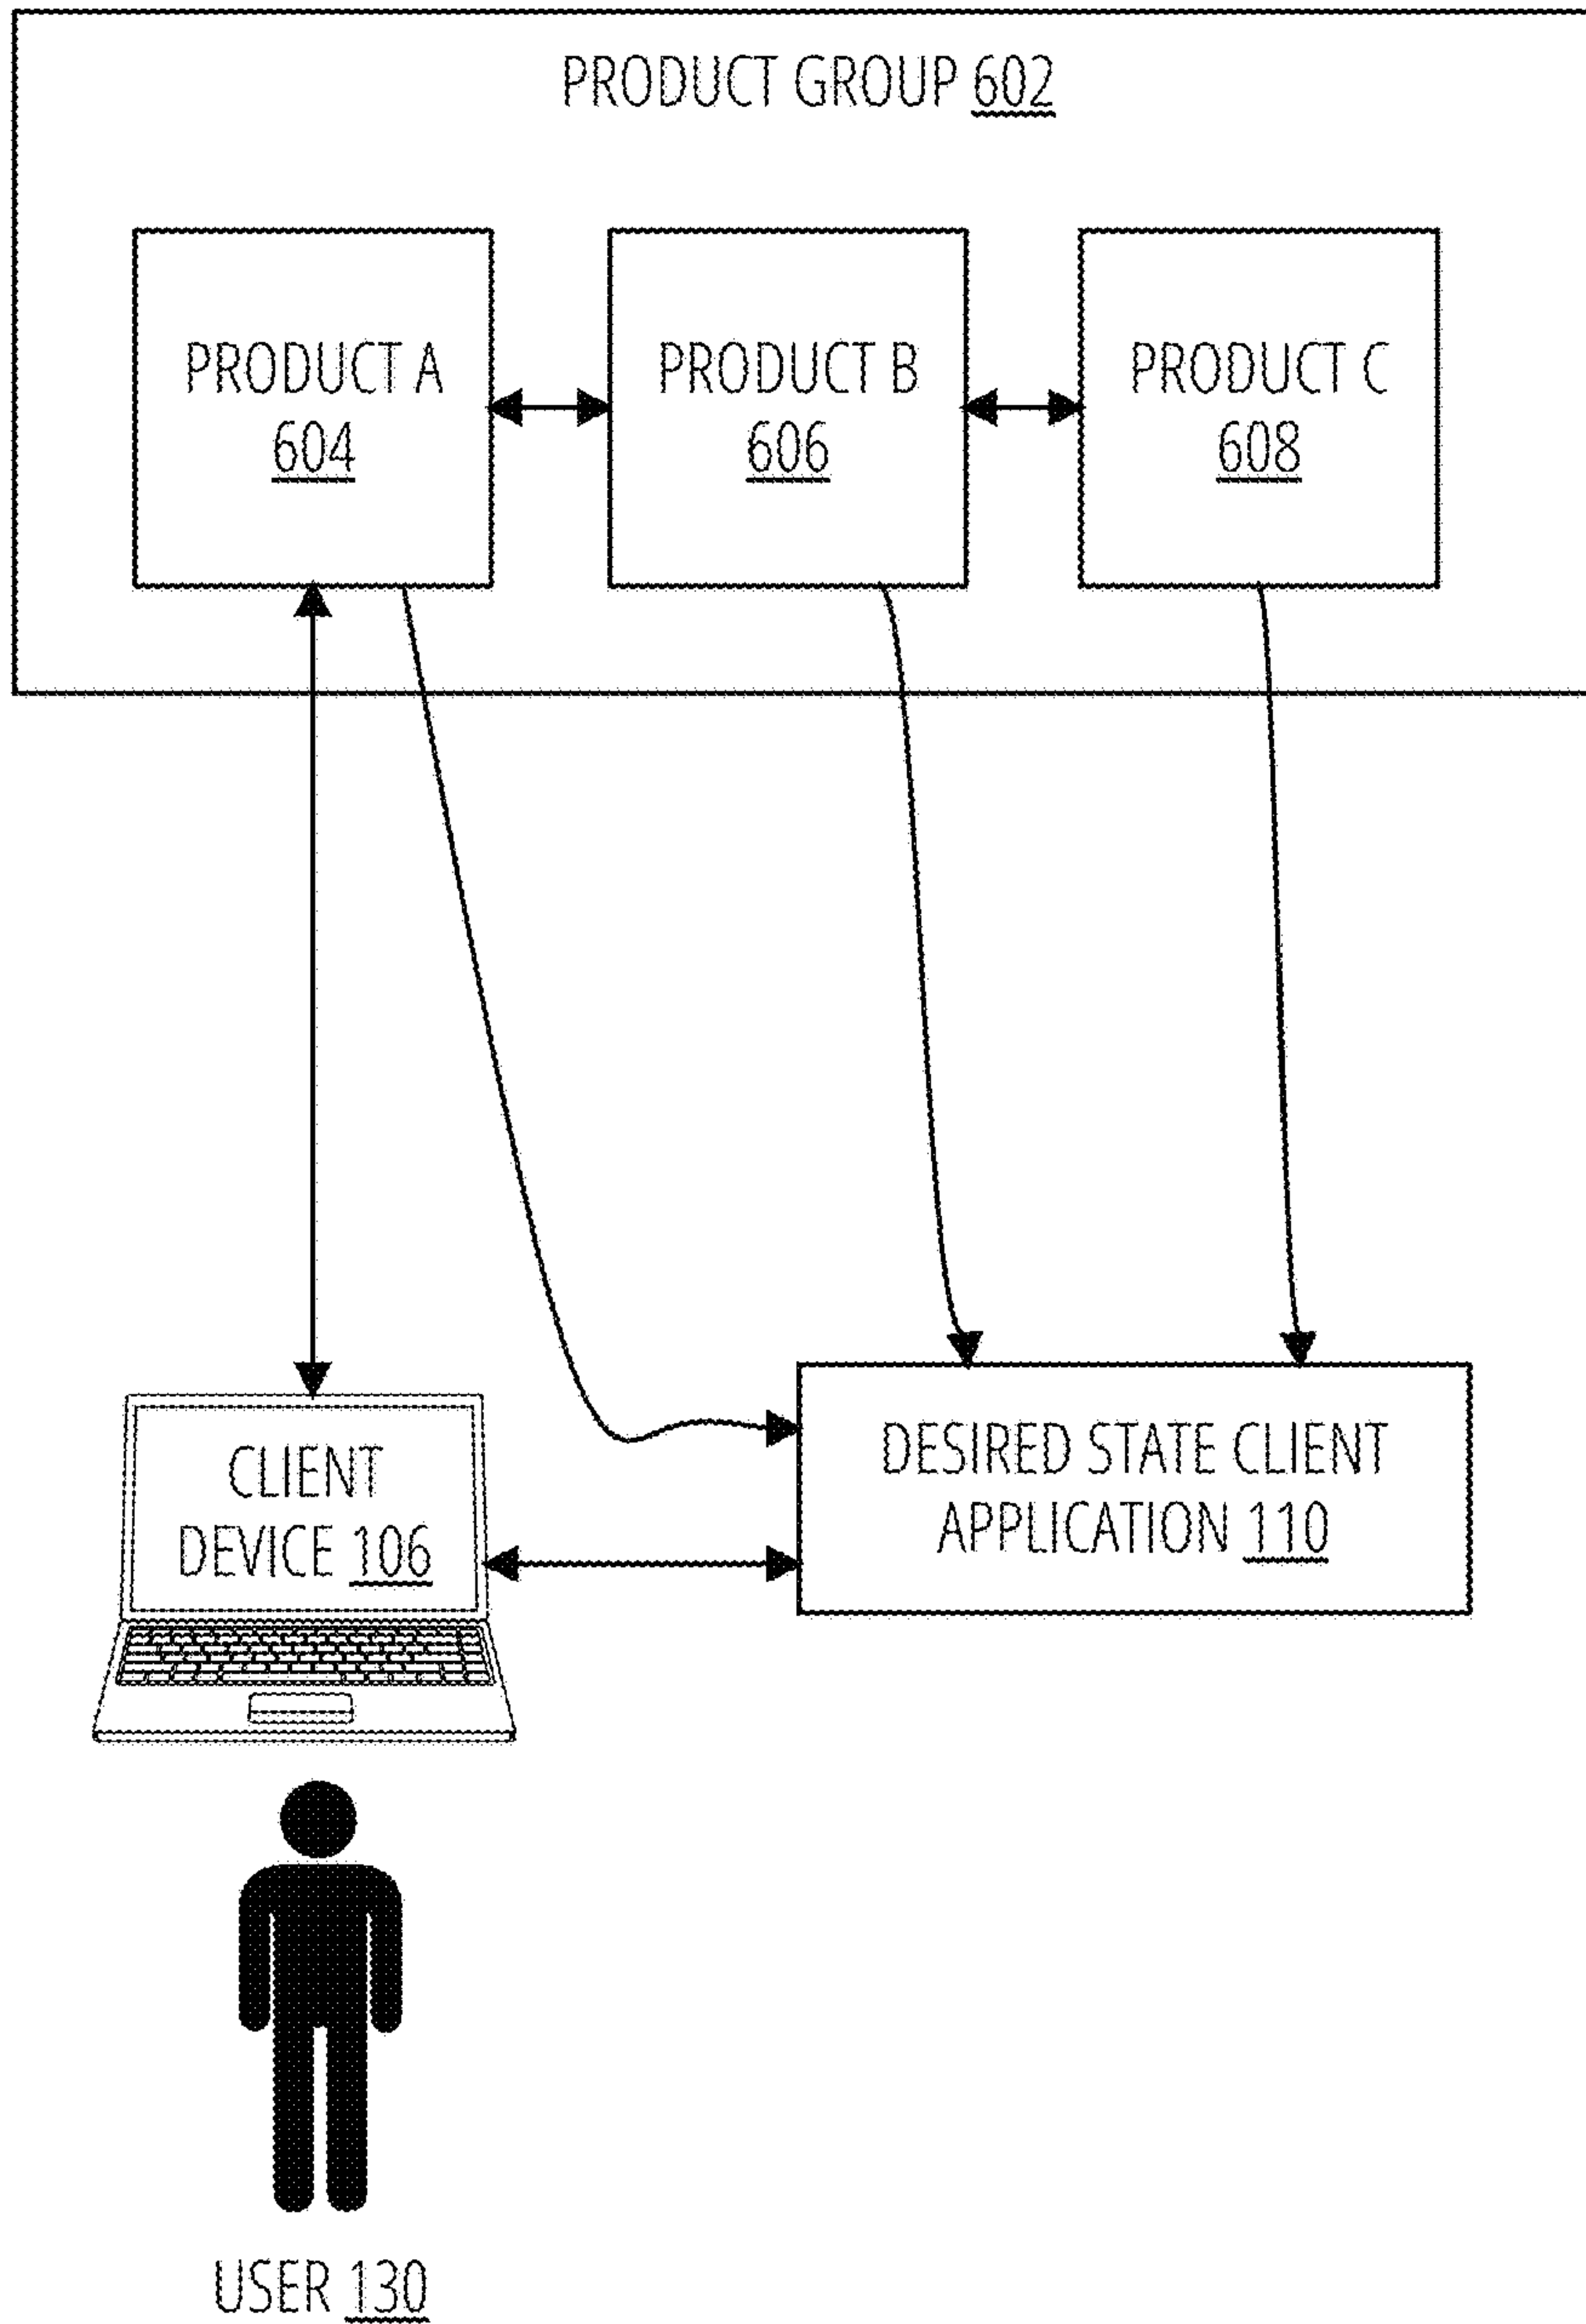 PRODUCT GROUP 602
PRODUCT A
604
PRODUCT B
606
PRODUCT C
608
CLIENT
DEVICE 106
DESIRED STATE CLIENT
APPLICATION 110
USER 130